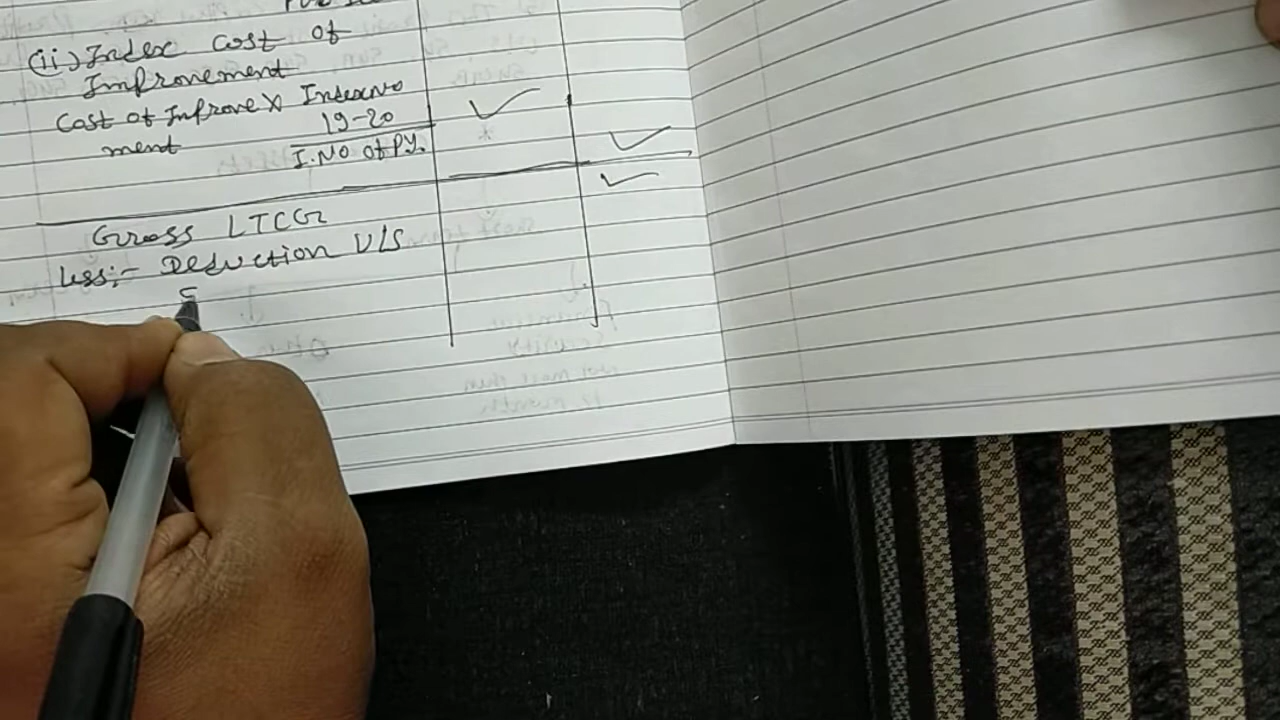 (ii) Index cost of
Improvement
Cost of Improve X Index No
ment 19-20
I. NO of P.Y.
Gross LTCG
less:- Deduction U/S
5